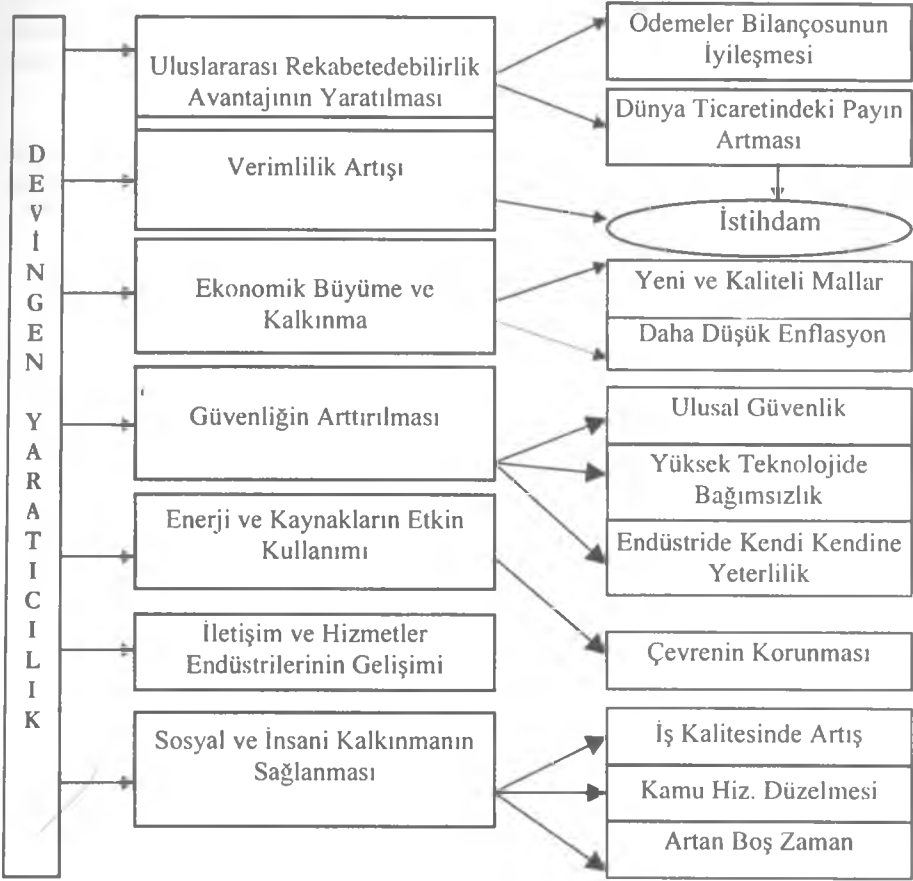 DEVİNGEN YARATICILIK
Uluslararası Rekabetedebilirlik
Avantajının Yaratılması
Verimlilik Artışı
Ekonomik Büyüme ve
Kalkınma
Güvenliğin Arttırılması
Enerji ve Kaynakların Etkin
Kullanımı
İletişim ve Hizmetler
Endüstrilerinin Gelişimi
Sosyal ve İnsani Kalkınmanın
Sağlanması
Odemeler Bilançosunun
İyileşmesi
Dünya Ticaretindeki Payın
Artması
İstihdam
Yeni ve Kaliteli Mallar
Daha Düşük Enflasyon
Ulusal Güvenlik
Yüksek Teknolojide
Bağımsızlık
Endüstride Kendi Kendine
Yeterlilik
Çevrenin Korunması
İş Kalitesinde Artış
Kamu Hiz. Düzelmesi
Artan Boş Zaman